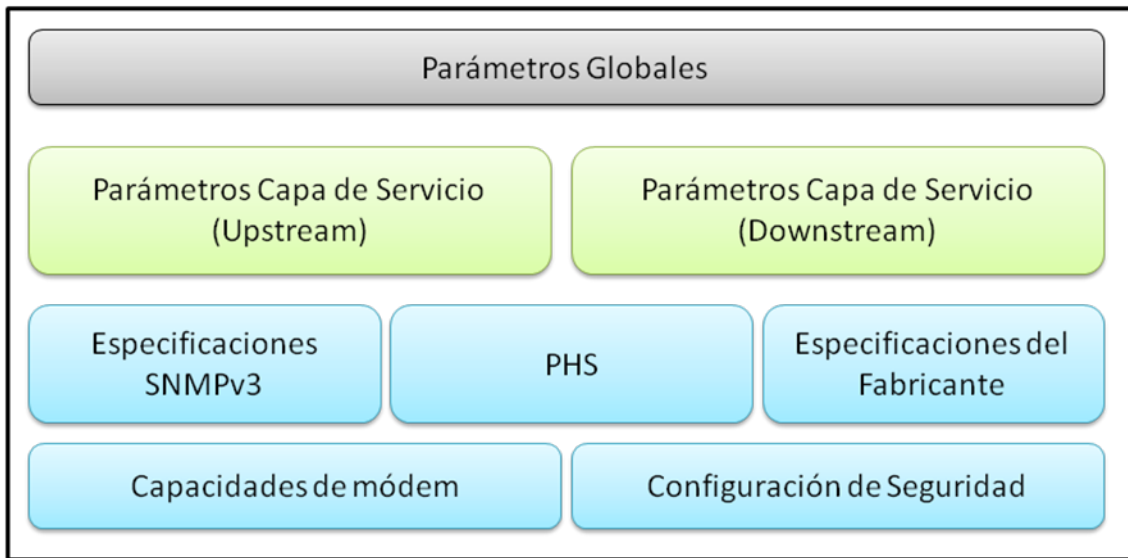 Parámetros Globales
Parámetros Capa de Servicio
(Upstream)
Parámetros Capa de Servicio
(Downstream)
Especificaciones
SNMPv3
PHS
Especificaciones del
Fabricante
Capacidades de módem
Configuración de Seguridad